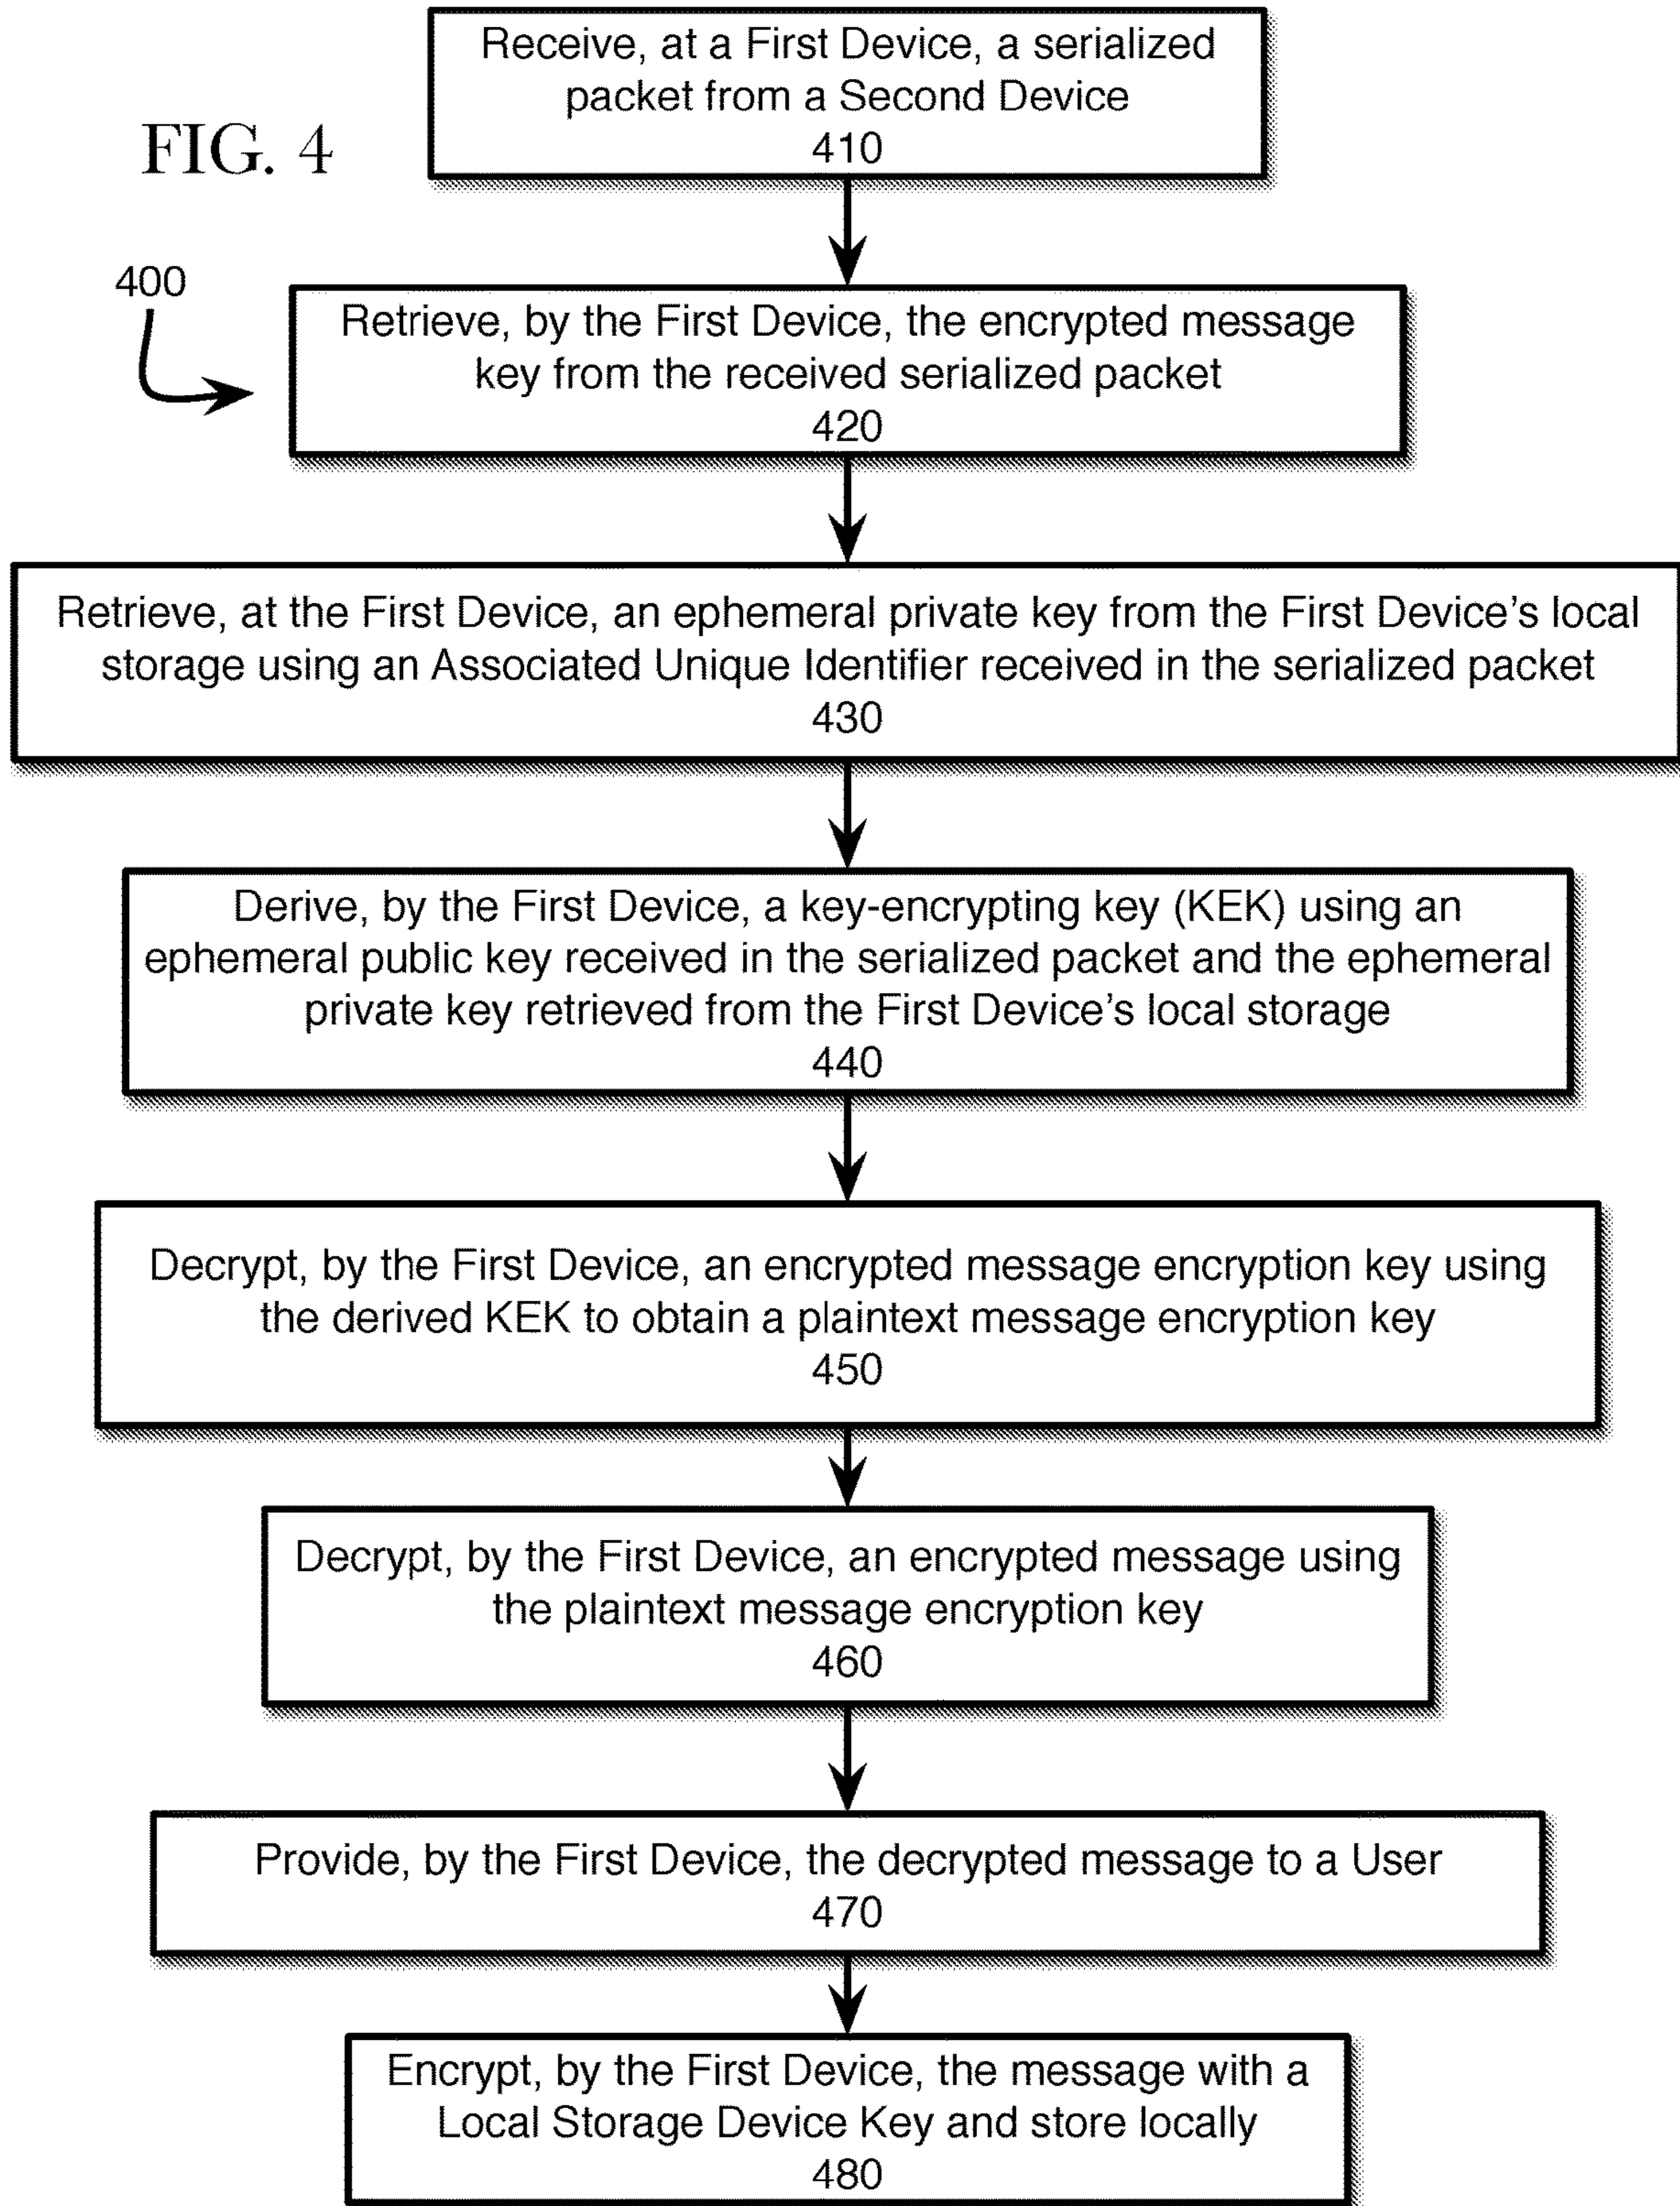 Receive, at a First Device, a serialized
packet from a Second Device
410
FIG. 4
400
Retrieve, by the First Device, the encrypted message
key from the received serialized packet
420
Retrieve, at the First Device, an ephemeral private key from the First Device’s local
storage using an Associated Unique Identifier received in the serialized packet
430
Derive, by the First Device, a key-encrypting key (KEK) using an
ephemeral public key received in the serialized packet and the ephemeral
private key retrieved from the First Device’s local storage
440
Decrypt, by the First Device, an encrypted message encryption key using
the derived KEK to obtain a plaintext message encryption key
450
Decrypt, by the First Device, an encrypted message using
the plaintext message encryption key
460
Provide, by the First Device, the decrypted message to a User
470
Encrypt, by the First Device, the message with a
Local Storage Device Key and store locally
480